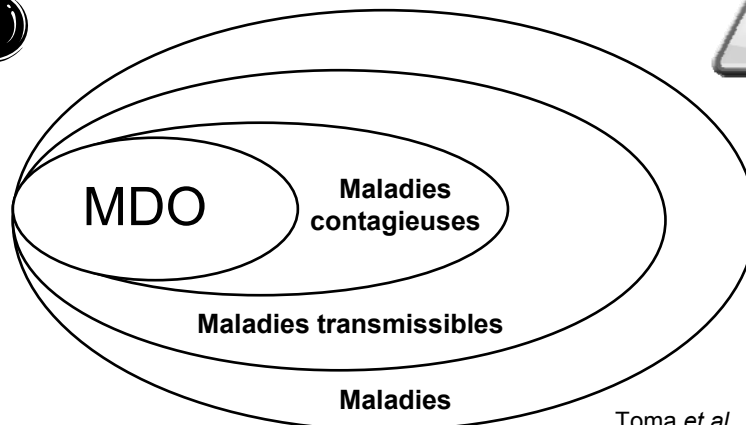 MDO
Maladies
contagieuses
Maladies transmissibles
Maladies
Toma et al